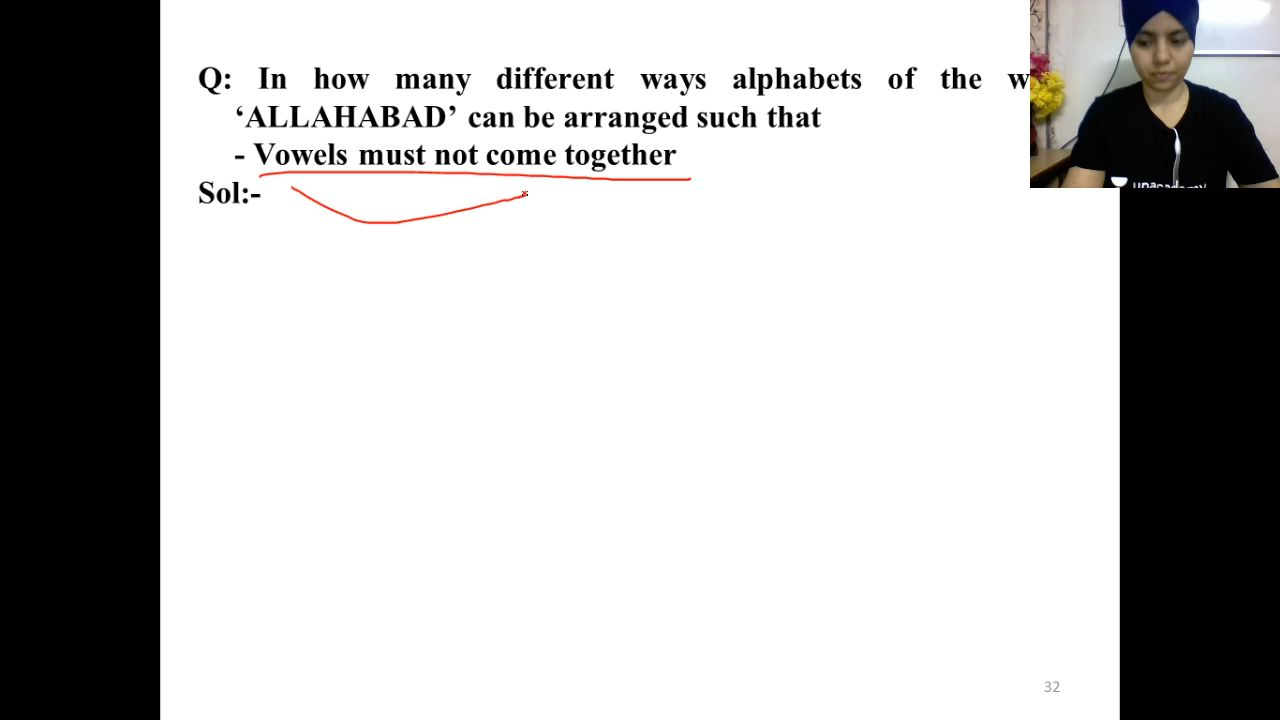 Q: In how many different ways alphabets of the w
‘ALLAHABAD’ can be arranged such that
- Vowels must not come together
Sol:-
unacademy
32